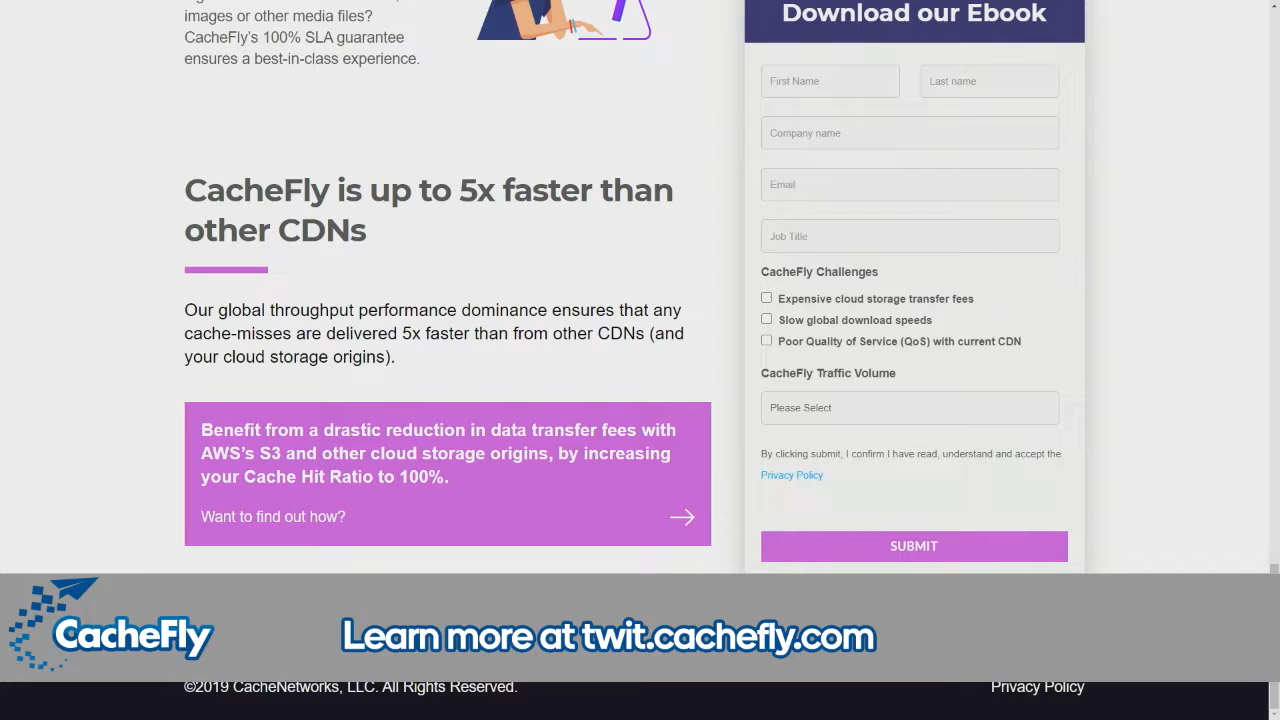 images or other media files?
CacheFly's 100% SLA guarantee
ensures a best-in-class experience.
CacheFly is up to 5x faster than
other CDNs
Our global throughput performance dominance ensures that any
cache-misses are delivered 5x faster than from other CDNs (and
your cloud storage origins).
Benefit from a drastic reduction in data transfer fees with
AWS's S3 and other cloud storage origins, by increasing
your Cache Hit Ratio to 100%.
Want to find out how?
Download our Ebook
First Name
Last name
Company name
Email
Job Title
CacheFly Challenges
Expensive cloud storage transfer fees
Slow global download speeds
Poor Quality of Service (QoS) with current CDN
CacheFly Traffic Volume
Please Select
By clicking submit, I confirm I have read, understand and accept the
Privacy Policy
SUBMIT
CacheFly
Learn more at twit.cachefly.com
©2019 CacheNetworks, LLC. All Rights Reserved.
Privacy Policy